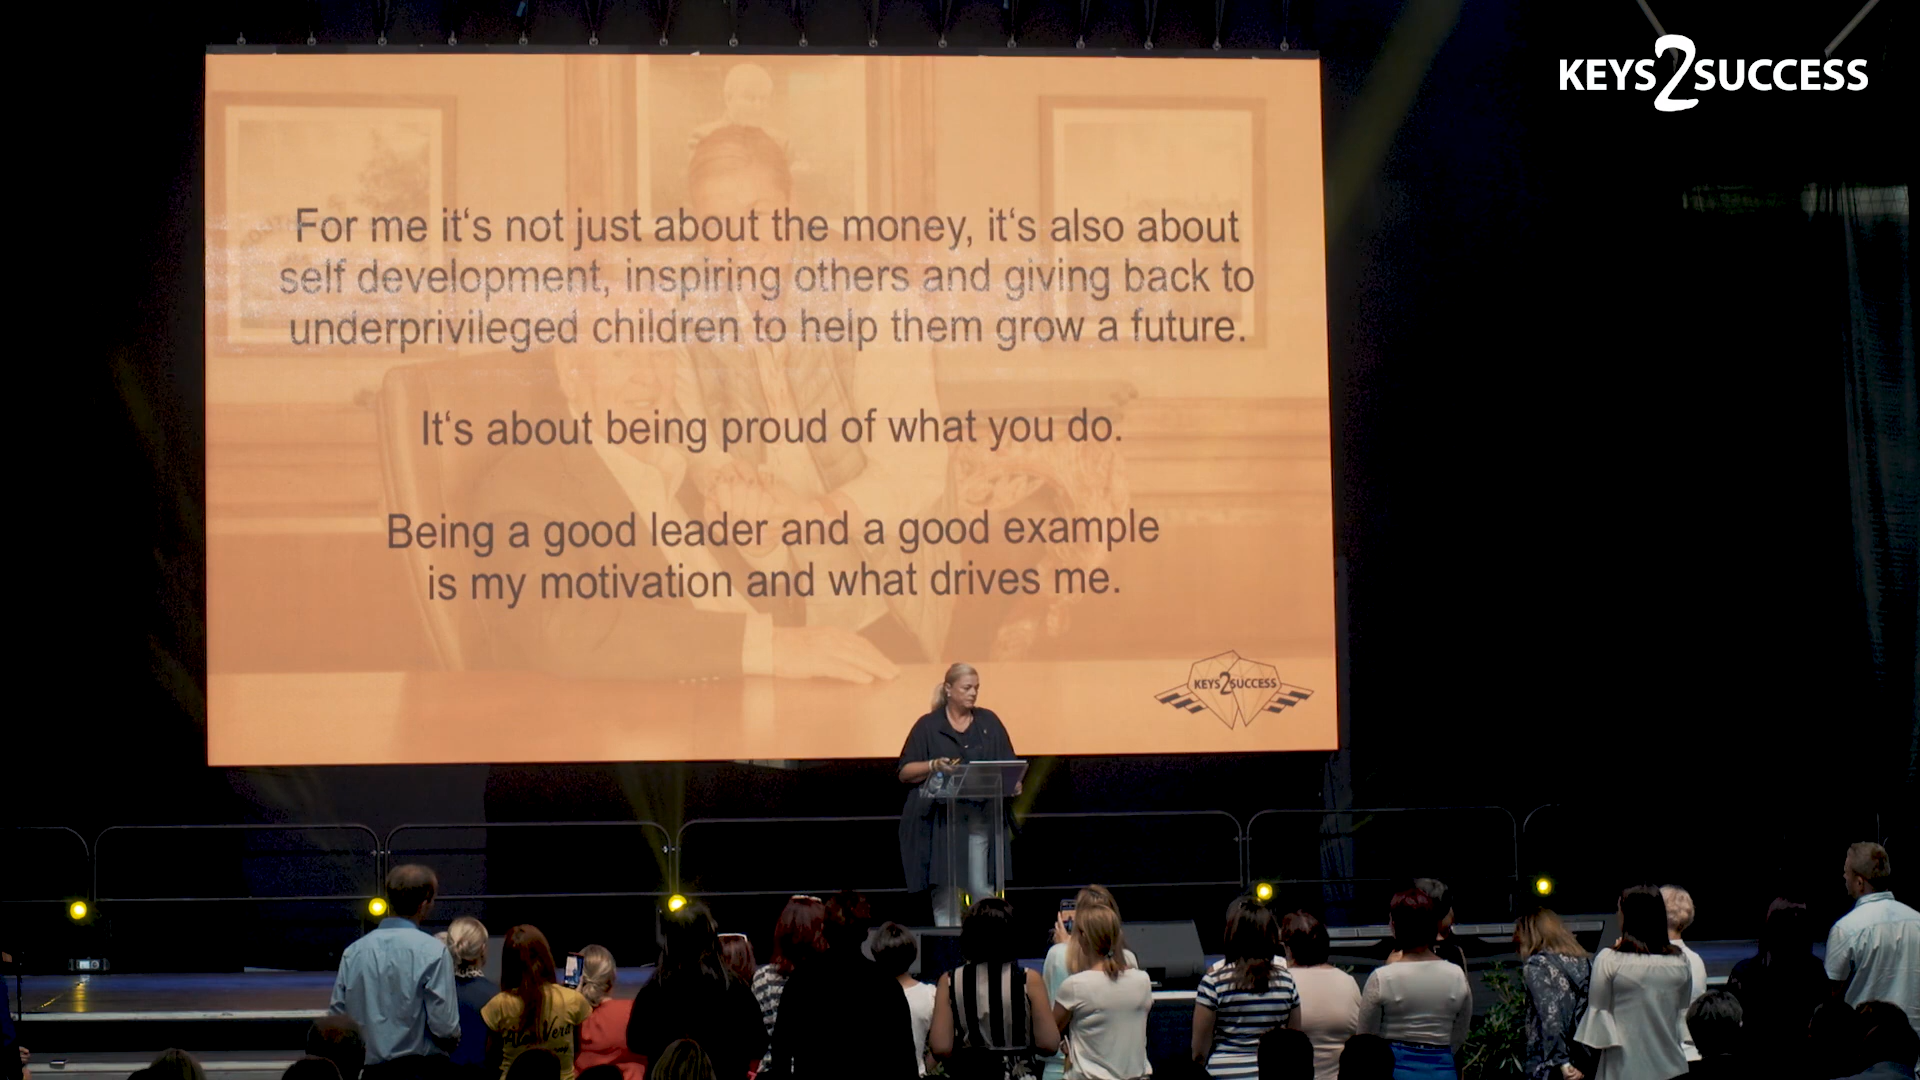 KEYS2SUCCESS
For me it‘s not just about the money, it‘s also about
self development, inspiring others and giving back to
underprivileged children to help them grow a future.
It‘s about being proud of what you do.
Being a good leader and a good example
is my motivation and what drives me.
KEYS2SUCCESS